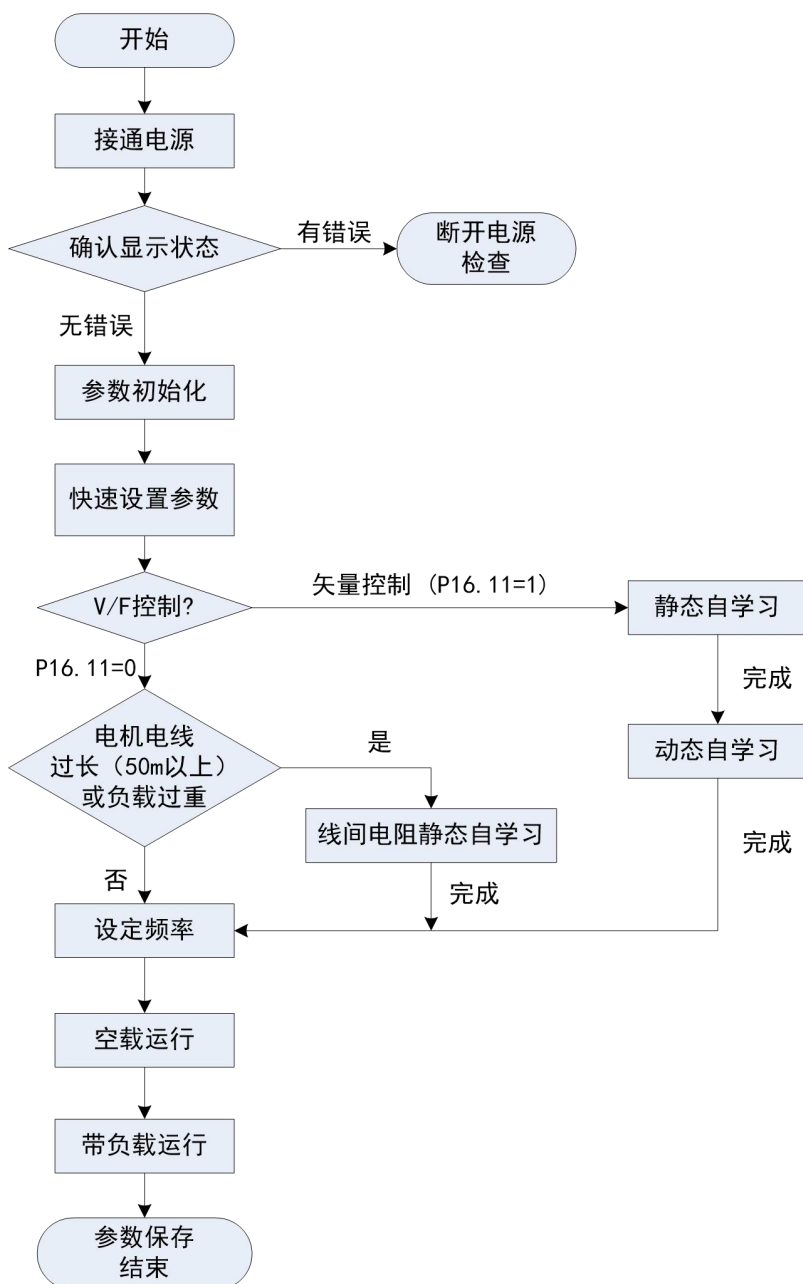 开始
接通电源
确认显示状态
有错误
断开电源
检查
无错误
参数初始化
快速设置参数
V/F控制?
矢量控制 (P16.11=1)
静态自学习
P16.11=0
完成
电机电线
过长（50m以上）
或负载过重
是
动态自学习
线间电阻静态自学习
完成
否
完成
设定频率
空载运行
带负载运行
参数保存
结束